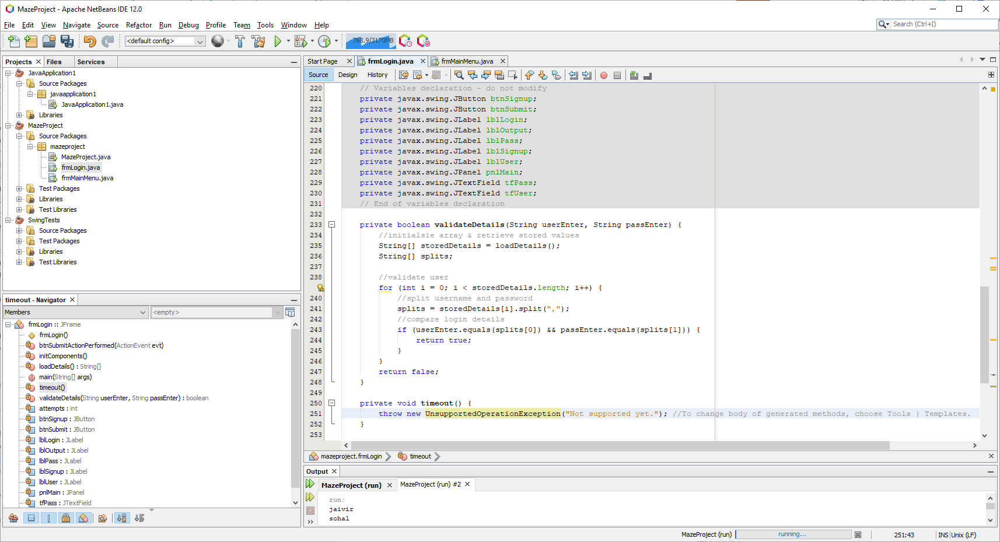 MazeProject - Apache NetBeans IDE 12.0
File Edit View Navigate Source Refactor Run Debug Profile Team Tools Window Help
Search (Ctrl+I)
<default config>
768.9/3170MB
Projects Files Services
JavaApplication1
Source Packages
javaapplication1
JavaApplication1.java
Libraries
MazeProject
Source Packages
mazeproject
MazeProject.java
frmLogin.java
frmMainMenu.java
Test Packages
Libraries
Test Libraries
SwingTests
Source Packages
Test Packages
Libraries
Test Libraries
timeout - Navigator
Members <empty>
frmLogin :: JFrame
frmLogin()
btnSubmitActionPerformed(ActionEvent evt)
initComponents()
loadDetails() : String[]
main(String[] args)
timeout()
validateDetails(String userEnter, String passEnter) : boolean
attempts : int
btnSignup : JButton
btnSubmit : JButton
lblLogin : JLabel
lblOutput : JLabel
lblPass : JLabel
lblSignup : JLabel
lblUser : JLabel
pnlMain : JPanel
tfPass : JTextField
Start Page frmLogin.java frmMainMenu.java
Source Design History
220 // Variables declaration - do not modify
221 private javax.swing.JButton btnSignup;
222 private javax.swing.JButton btnSubmit;
223 private javax.swing.JLabel lblLogin;
224 private javax.swing.JLabel lblOutput;
225 private javax.swing.JLabel lblPass;
226 private javax.swing.JLabel lblSignup;
227 private javax.swing.JLabel lblUser;
228 private javax.swing.JPanel pnlMain;
229 private javax.swing.JTextField tfPass;
230 private javax.swing.JTextField tfUser;
231 // End of variables declaration
232
233 private boolean validateDetails(String userEnter, String passEnter) {
234 //initialsie array & retrieve stored values
235 String[] storedDetails = loadDetails();
236 String[] splits;
237
238 //validate user
for (int i = 0; i < storedDetails.length; i++) {
240 //split username and password
241 splits = storedDetails[i].split(",");
242 //compare login details
243 if (userEnter.equals(splits[0]) && passEnter.equals(splits[1])) {
244 return true;
245 }
246 }
247 return false;
248 }
249
250 private void timeout() {
251 throw new UnsupportedOperationException("Not supported yet."); //To change body of generated methods, choose Tools | Templates.
252 }
253
mazeproject.frmLogin timeout
Output
MazeProject (run) MazeProject (run) #2
run:
jaivir
sohal
MazeProject (run) running... 251:43 INS Unix (LF)